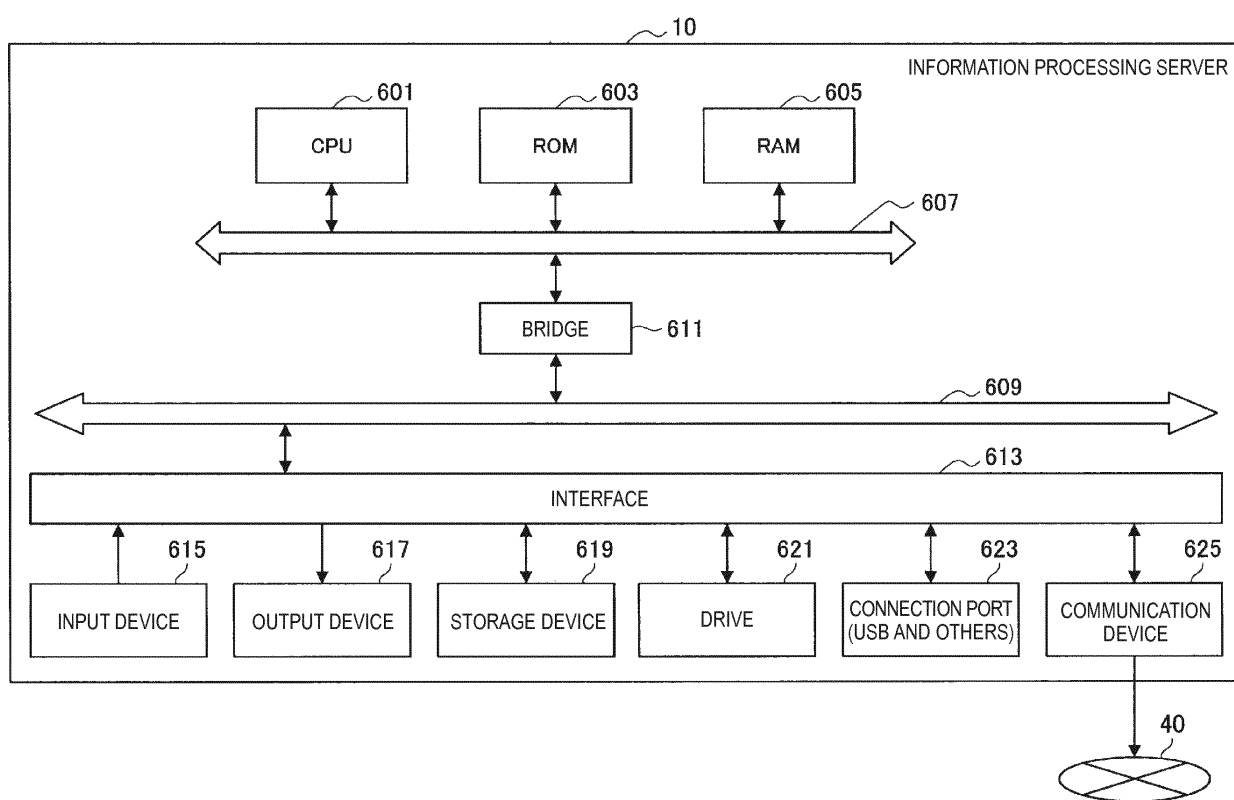 10
INFORMATION PROCESSING SERVER
601
603
605
CPU
ROM
RAM
607
BRIDGE
611
609
613
INTERFACE
615
617
619
621
623
625
INPUT DEVICE
OUTPUT DEVICE
STORAGE DEVICE
DRIVE
CONNECTION PORT
(USB AND OTHERS)
COMMUNICATION
DEVICE
40